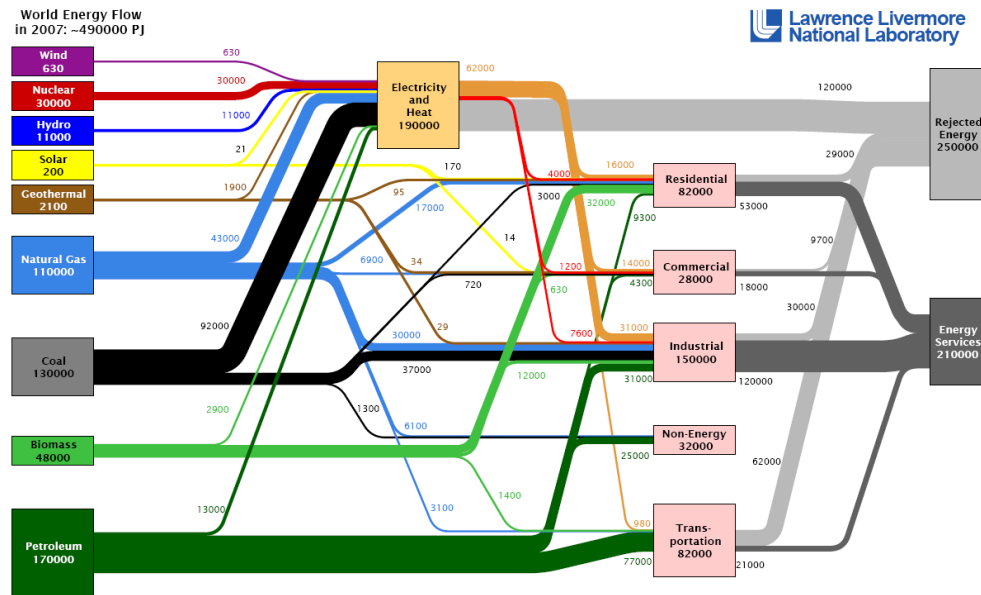 World Energy Flow
in 2007: ~490000 PJ
Lawrence Livermore
National Laboratory
Wind
630
Nuclear
30000
Hydro
11000
Solar
200
Geothermal
2100
Natural Gas
110000
Coal
130000
Biomass
48000
Petroleum
170000
630
30000
11000
21
1900
43000
92000
2900
13000
Electricity
and
Heat
190000
62000
170
95
17000
6900
34
14
720
29
30000
37000
1300
6100
3100
12000
1400
4000
3000
32000
16000
9300
1200
630
14000
4300
7600
31000
31000
25000
980
77000
Residential
82000
Commercial
28000
Industrial
150000
Non-Energy
32000
Trans-
portation
82000
120000
29000
53000
9700
18000
30000
120000
62000
21000
Rejected
Energy
250000
Energy
Services
210000